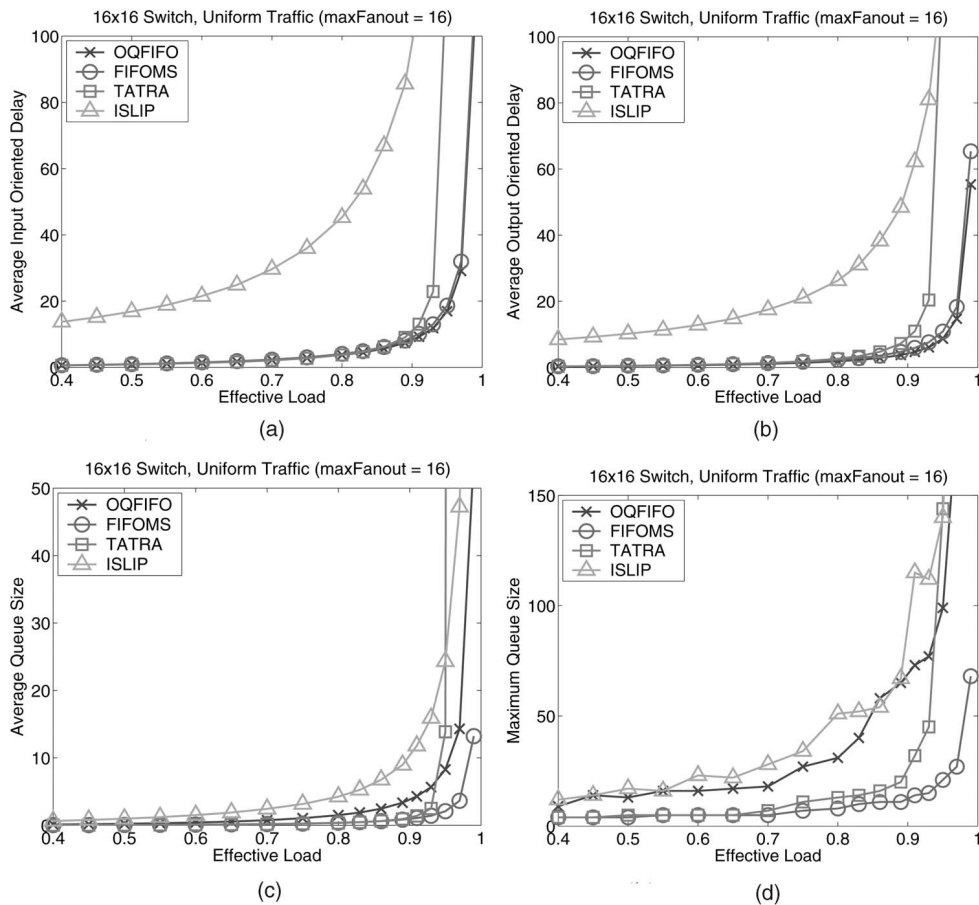 16x16 Switch, Uniform Traffic (maxFanout = 16)
100
80
60
40
20
0
Average Input Oriented Delay
OQFIFO
FIFOMS
TATRA
ISLIP
0.4 0.5 0.6 0.7 0.8 0.9 1
Effective Load
(a)
16x16 Switch, Uniform Traffic (maxFanout = 16)
100
80
60
40
20
0
Average Output Oriented Delay
OQFIFO
FIFOMS
TATRA
ISLIP
0.4 0.5 0.6 0.7 0.8 0.9 1
Effective Load
(b)
16x16 Switch, Uniform Traffic (maxFanout = 16)
50
40
30
20
10
0
Average Queue Size
OQFIFO
FIFOMS
TATRA
ISLIP
0.4 0.5 0.6 0.7 0.8 0.9 1
Effective Load
(c)
16x16 Switch, Uniform Traffic (maxFanout = 16)
150
100
50
0
Maximum Queue Size
OQFIFO
FIFOMS
TATRA
ISLIP
0.4 0.5 0.6 0.7 0.8 0.9 1
Effective Load
(d)